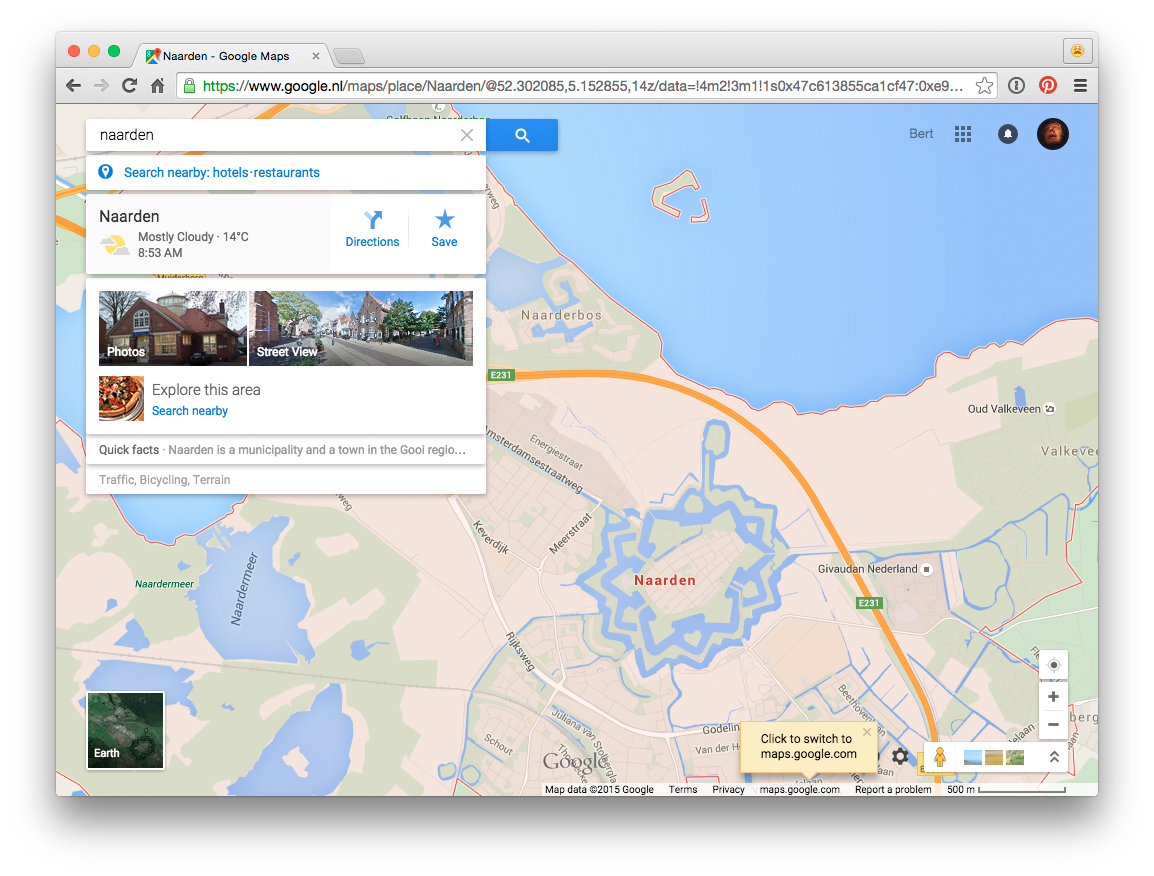 Naarden - Google Maps
https://www.google.nl/maps/place/Naarden/@52.302085,5.152855,14z/data=!4m2!3m1!1s0x47c613855ca1cf47:0xe9...
naarden
Bert
Search nearby: hotels · restaurants
Naarden
Mostly Cloudy · 14°C
8:53 AM
Directions
Save
Muiderberg
Photos
Street View
Explore this area
Search nearby
Quick facts · Naarden is a municipality and a town in the Gooi regio...
Traffic, Bicycling, Terrain
Naarderbos
E231
Oud Valkeveen
Valkeve
Energiestraat
Amsterdamsestraatweg
Meerstraat
Keverdijk
Naarden
Givaudan Nederland
E231
Naardermeer
Naardermeer
Rijksweg
Juliana van Stolberg
Schout
Godelin
Van der He
Beethoven
berg
laan
Earth
Click to switch to
maps.google.com
Google
Map data ©2015 Google
Terms
Privacy
maps.google.com
Report a problem
500 m